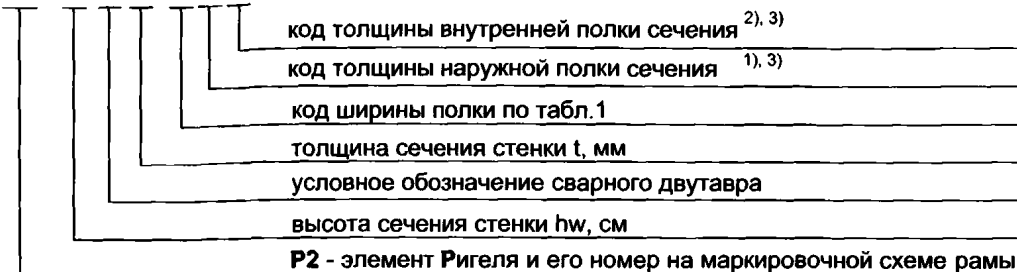 код толщины внутренней полки сечения 2), 3)
код толщины наружной полки сечения 1), 3)
код ширины полки по табл.1
толщина сечения стенки t, мм
условное обозначение сварного двутавра
высота сечения стенки hw, см
Р2 - элемент Ригеля и его номер на маркировочной схеме рамы